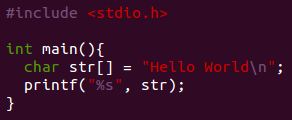 #include <stdio.h>

int main(){
  char str[] = "Hello World\n";
  printf("%s", str);
}